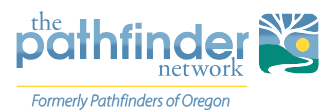 the
pathfinder
network
Formerly Pathfinders of Oregon